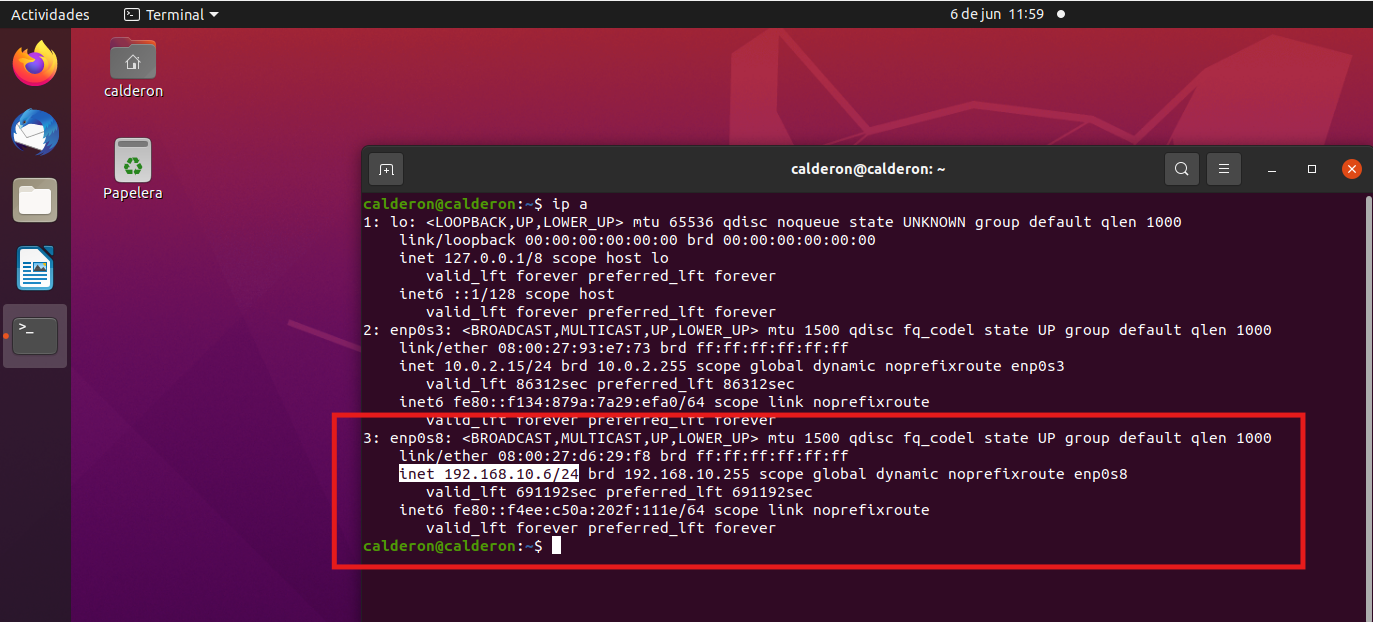 Actividades
Terminal
6 de jun 11:59
calderon
Papelera
calderon@calderon: ~
calderon@calderon:~$ ip a
1: lo: <LOOPBACK,UP,LOWER_UP> mtu 65536 qdisc noqueue state UNKNOWN group default qlen 1000
link/loopback 00:00:00:00:00:00 brd 00:00:00:00:00:00
inet 127.0.0.1/8 scope host lo
valid_lft forever preferred_lft forever
inet6 ::1/128 scope host
valid_lft forever preferred_lft forever
2: enp0s3: <BROADCAST,MULTICAST,UP,LOWER_UP> mtu 1500 qdisc fq_codel state UP group default qlen 1000
link/ether 08:00:27:93:e7:73 brd ff:ff:ff:ff:ff:ff
inet 10.0.2.15/24 brd 10.0.2.255 scope global dynamic noprefixroute enp0s3
valid_lft 86312sec preferred_lft 86312sec
inet6 fe80::f134:879a:7a29:efa0/64 scope link noprefixroute
valid_lft forever preferred_lft forever
3: enp0s8: <BROADCAST,MULTICAST,UP,LOWER_UP> mtu 1500 qdisc fq_codel state UP group default qlen 1000
link/ether 08:00:27:d6:29:f8 brd ff:ff:ff:ff:ff:ff
inet 192.168.10.6/24 brd 192.168.10.255 scope global dynamic noprefixroute enp0s8
valid_lft 691192sec preferred_lft 691192sec
inet6 fe80::f4ee:c50a:202f:111e/64 scope link noprefixroute
valid_lft forever preferred_lft forever
calderon@calderon:~$